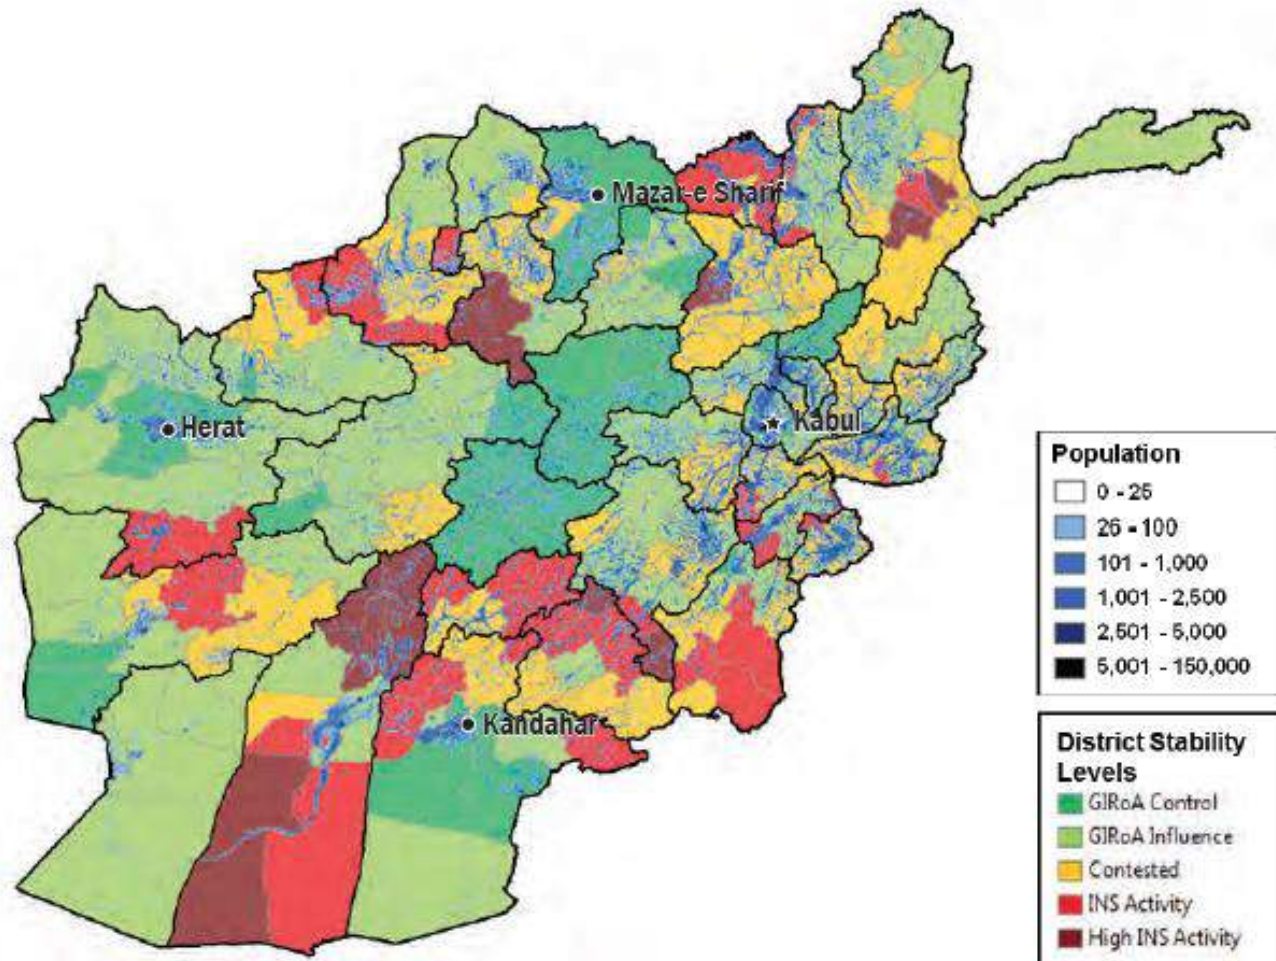 Mazar-e Sharif
Herat
Kabul
Kandahar
Population
0 - 25
26 - 100
101 - 1,000
1,001 - 2,500
2,501 - 5,000
5,001 - 150,000
District Stability
Levels
GIRoA Control
GIRoA Influence
Contested
INS Activity
High INS Activity